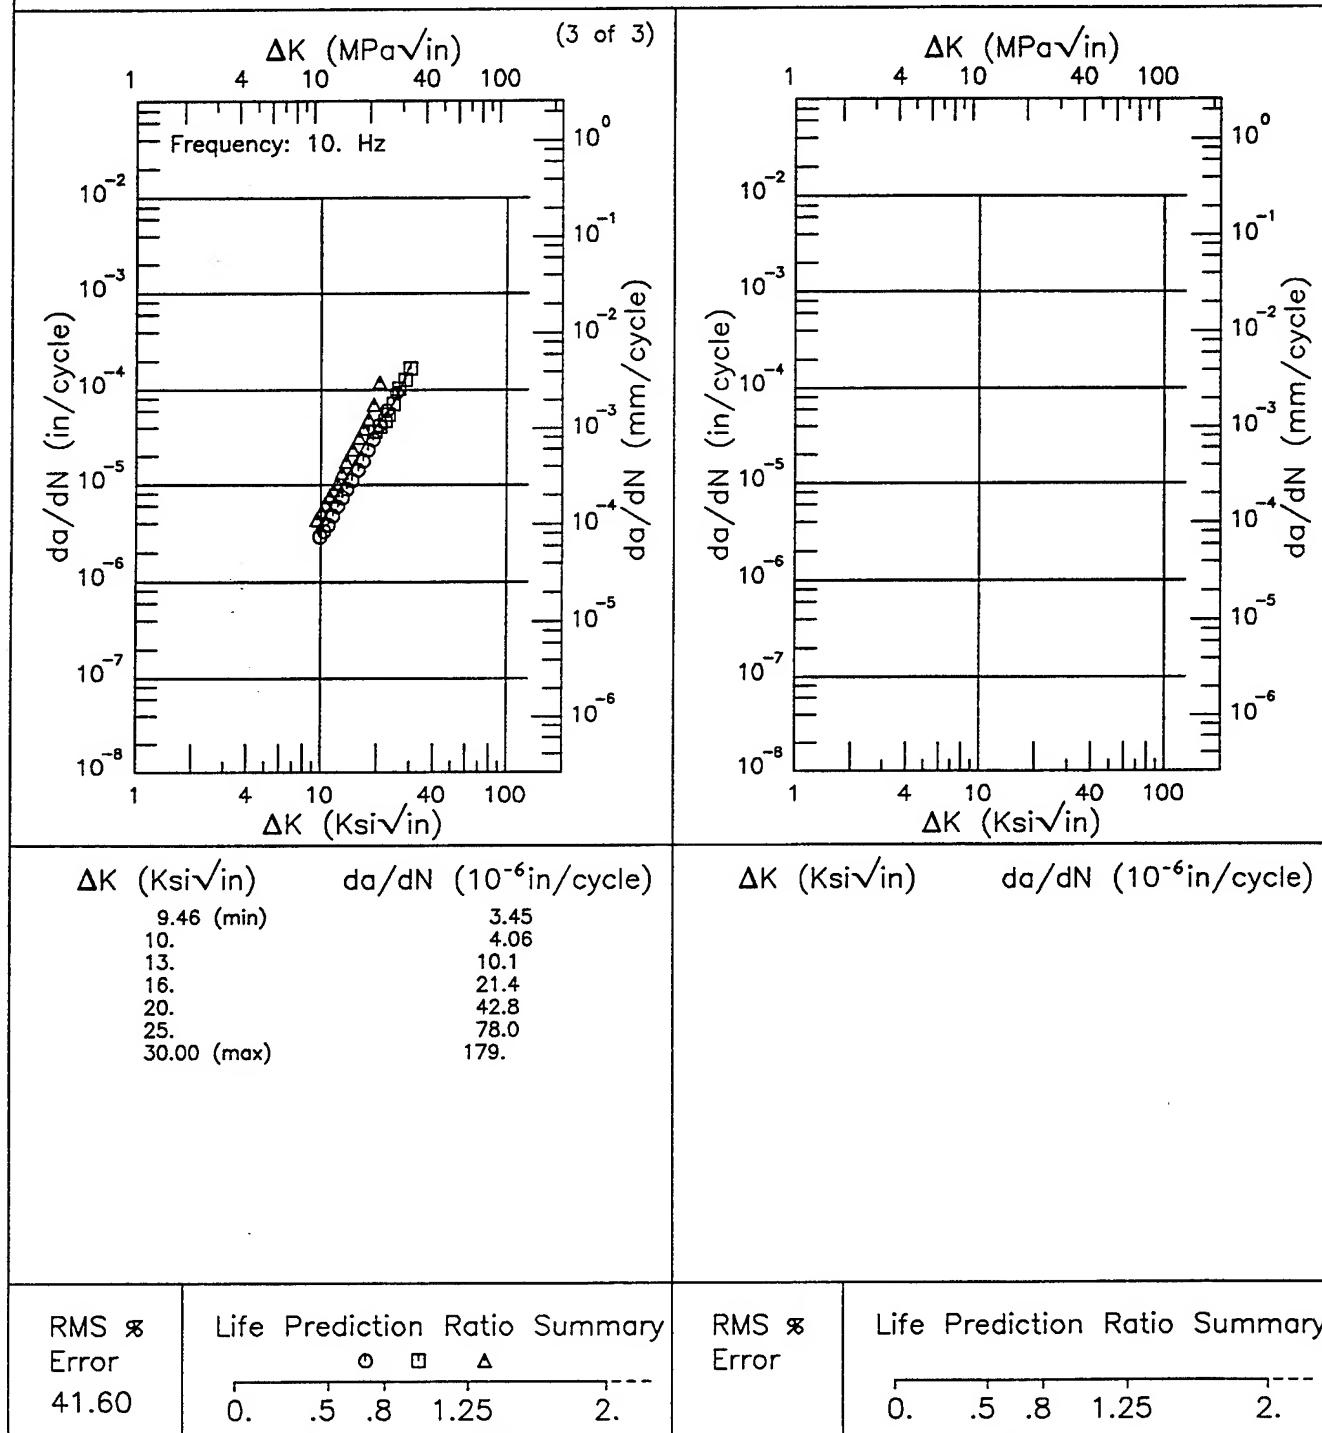 (3 of 3)
ΔK (MPa√in)
1 4 10 40 100
Frequency: 10. Hz
10⁻²
10⁻³
10⁻⁴
10⁻⁵
10⁻⁶
10⁻⁷
10⁻⁸
da/dN (in/cycle)
10⁰
10⁻¹
10⁻²
10⁻³
10⁻⁴
10⁻⁵
10⁻⁶
da/dN (mm/cycle)
1 4 10 40 100
ΔK (Ksi√in)
ΔK (MPa√in)
1 4 10 40 100
10⁻²
10⁻³
10⁻⁴
10⁻⁵
10⁻⁶
10⁻⁷
10⁻⁸
da/dN (in/cycle)
10⁰
10⁻¹
10⁻²
10⁻³
10⁻⁴
10⁻⁵
10⁻⁶
da/dN (mm/cycle)
1 4 10 40 100
ΔK (Ksi√in)
ΔK (Ksi√in) da/dN (10⁻⁶in/cycle)
9.46 (min) 3.45
10. 4.06
13. 10.1
16. 21.4
20. 42.8
25. 78.0
30.00 (max) 179.
ΔK (Ksi√in) da/dN (10⁻⁶in/cycle)
RMS %
Error
41.60
Life Prediction Ratio Summary
0. .5 .8 1.25 2.
RMS %
Error
Life Prediction Ratio Summary
0. .5 .8 1.25 2.